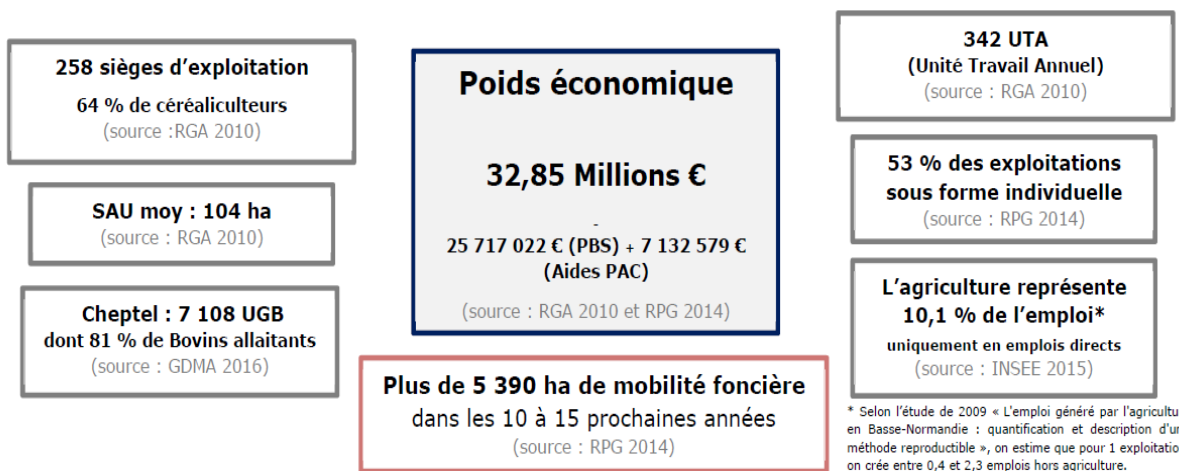 258 sièges d’exploitation
64 % de céréaliculteurs
(source :RGA 2010)
SAU moy : 104 ha
(source : RGA 2010)
Cheptel : 7 108 UGB
dont 81 % de Bovins allaitants
(source : GDMA 2016)
Poids économique
32,85 Millions €
-
25 717 022 € (PBS) + 7 132 579 €
(Aides PAC)
(source : RGA 2010 et RPG 2014)
Plus de 5 390 ha de mobilité foncière
dans les 10 à 15 prochaines années
(source : RPG 2014)
342 UTA
(Unité Travail Annuel)
(source : RGA 2010)
53 % des exploitations
sous forme individuelle
(source : RPG 2014)
L’agriculture représente
10,1 % de l’emploi*
uniquement en emplois directs
(source : INSEE 2015)
* Selon l’étude de 2009 « L'emploi généré par l'agricultu
en Basse-Normandie : quantification et description d'un
méthode reproductible », on estime que pour 1 exploitatio
on crée entre 0,4 et 2,3 emplois hors agriculture.